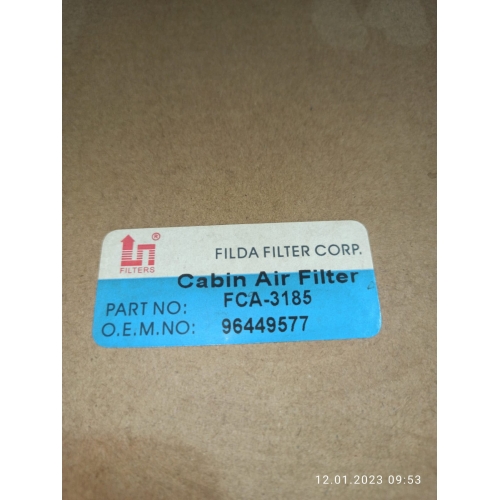 ®
FILTERS
FILDA FILTER CORP.
Cabin Air Filter
PART NO: FCA-3185
O.E.M.NO: 96449577
12.01.2023 09:53